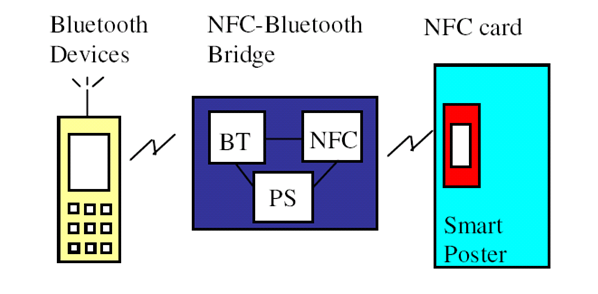 Bluetooth
Devices
NFC-Bluetooth
Bridge
NFC card
BT
NFC
PS
Smart
Poster